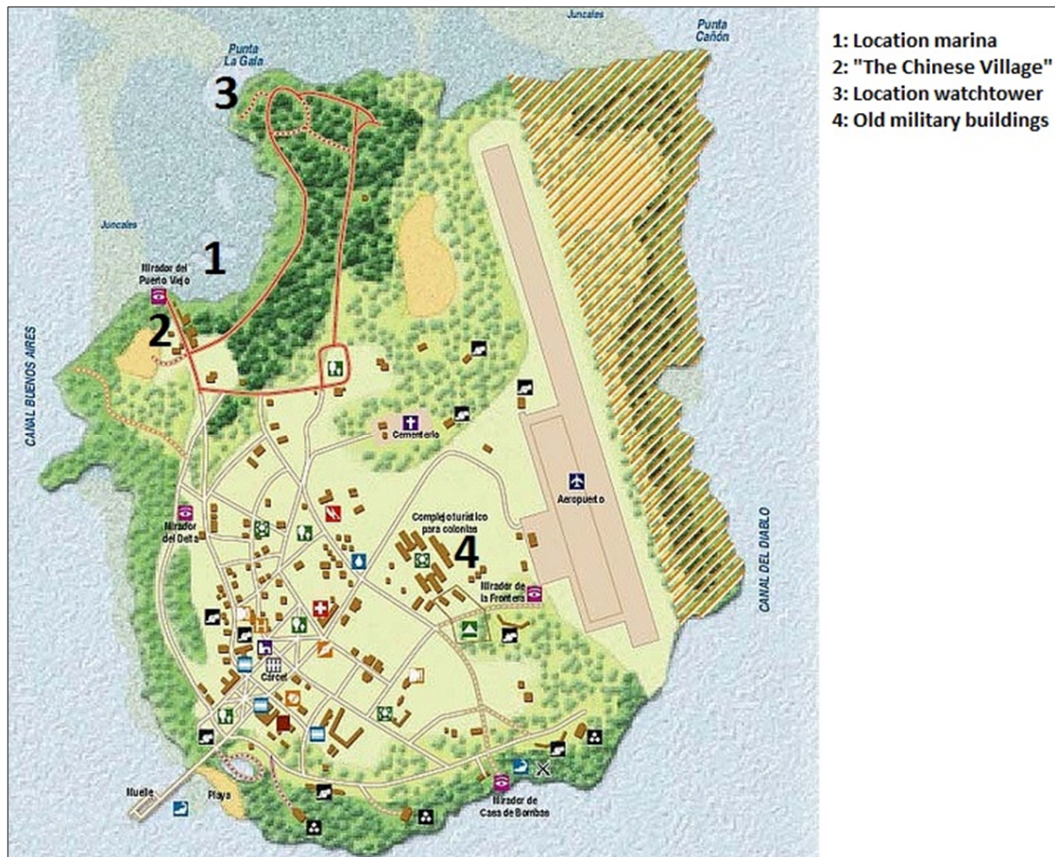 Juncales
Punta
La Gala
Punta
Cañón
3
1: Location marina
2: "The Chinese Village"
3: Location watchtower
4: Old military buildings
Juncales
1
Mirador del
Puerto Viejo
2
CANAL BUENOS AIRES
Cementerio
Aeropuerto
Mirador
del Delta
Complejo turístico
para colonias
4
Mirador de
la Frontera
CANAL DEL DIABLO
Cárcel
Muelle
Playa
Mirador de
Casa de Bombas